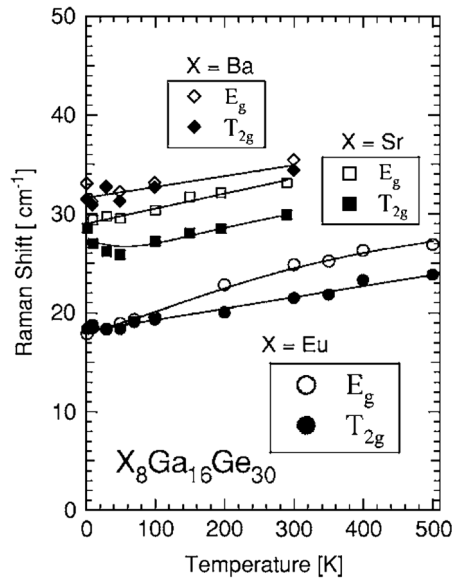 50
40
30
20
10
0
Raman Shift [ cm⁻¹]
X = Ba
E_g
T_2g
X = Sr
E_g
T_2g
X = Eu
E_g
T_2g
X₈Ga₁₆Ge₃₀
0 100 200 300 400 500
Temperature [K]